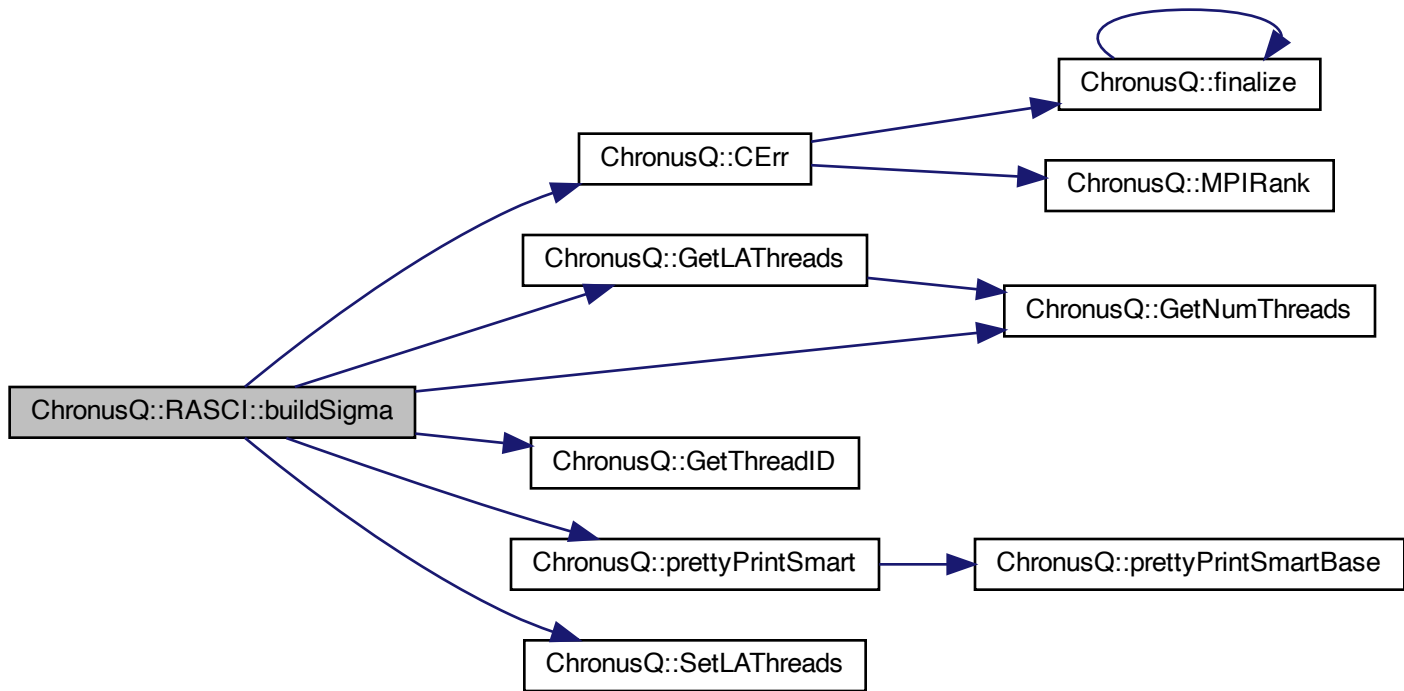 ChronusQ::finalize
ChronusQ::CErr
ChronusQ::MPIRank
ChronusQ::GetLAThreads
ChronusQ::GetNumThreads
ChronusQ::RASCI::buildSigma
ChronusQ::GetThreadID
ChronusQ::prettyPrintSmart
ChronusQ::prettyPrintSmartBase
ChronusQ::SetLAThreads